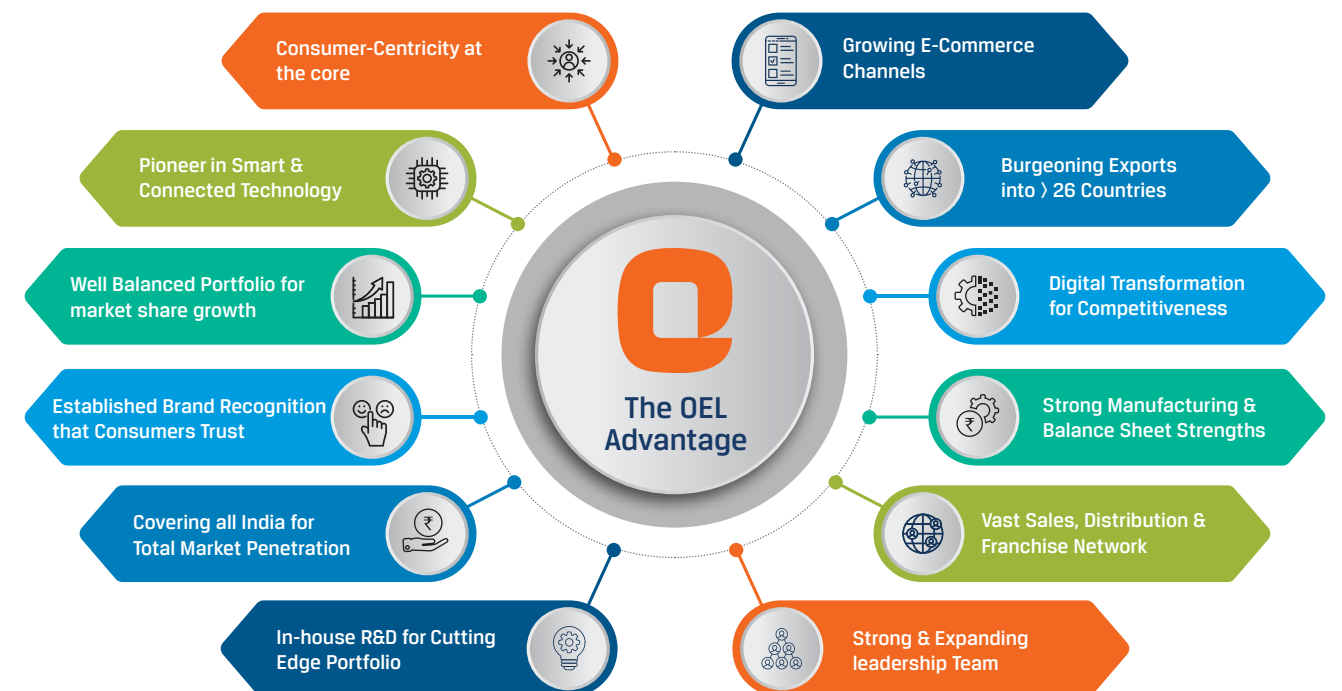 Consumer-Centricity at
the core
Growing E-Commerce
Channels
Pioneer in Smart &
Connected Technology
Burgeoning Exports
into > 26 Countries
Well Balanced Portfolio for
market share growth
Digital Transformation
for Competitiveness
The OEL
Advantage
Established Brand Recognition
that Consumers Trust
Strong Manufacturing &
Balance Sheet Strengths
₹
Covering all India for
Total Market Penetration
₹
Vast Sales, Distribution &
Franchise Network
In-house R&D for Cutting
Edge Portfolio
Strong & Expanding
leadership Team